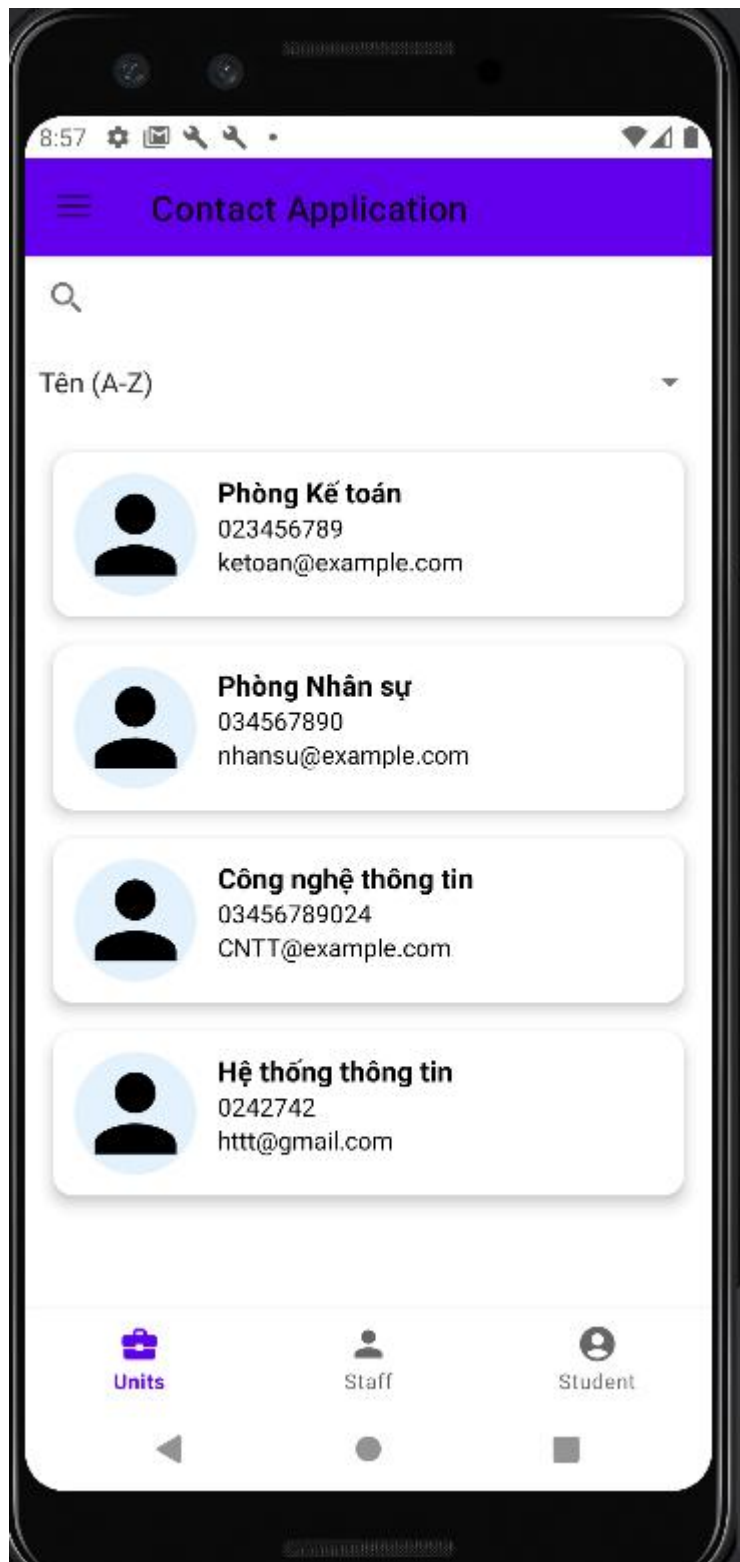 8:57
Contact Application
Tên (A-Z)
Phòng Kế toán
023456789
ketoan@example.com
Phòng Nhân sự
034567890
nhansu@example.com
Công nghệ thông tin
03456789024
CNTT@example.com
Hệ thống thông tin
0242742
httt@gmail.com
Units
Staff
Student